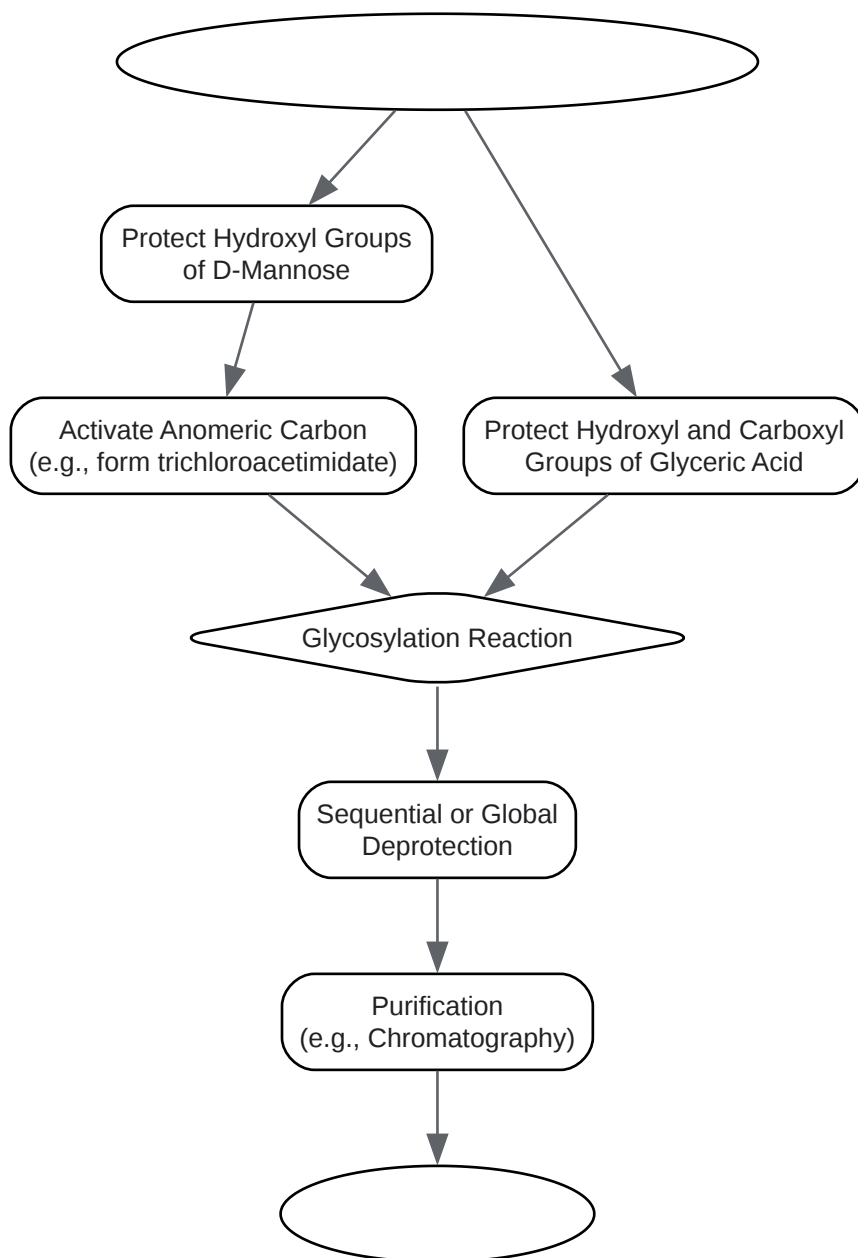 Protect Hydroxyl Groups
of D-Mannose
Activate Anomeric Carbon
(e.g., form trichloroacetimidate)
Protect Hydroxyl and Carboxyl
Groups of Glyceric Acid
Glycosylation Reaction
Sequential or Global
Deprotection
Purification
(e.g., Chromatography)